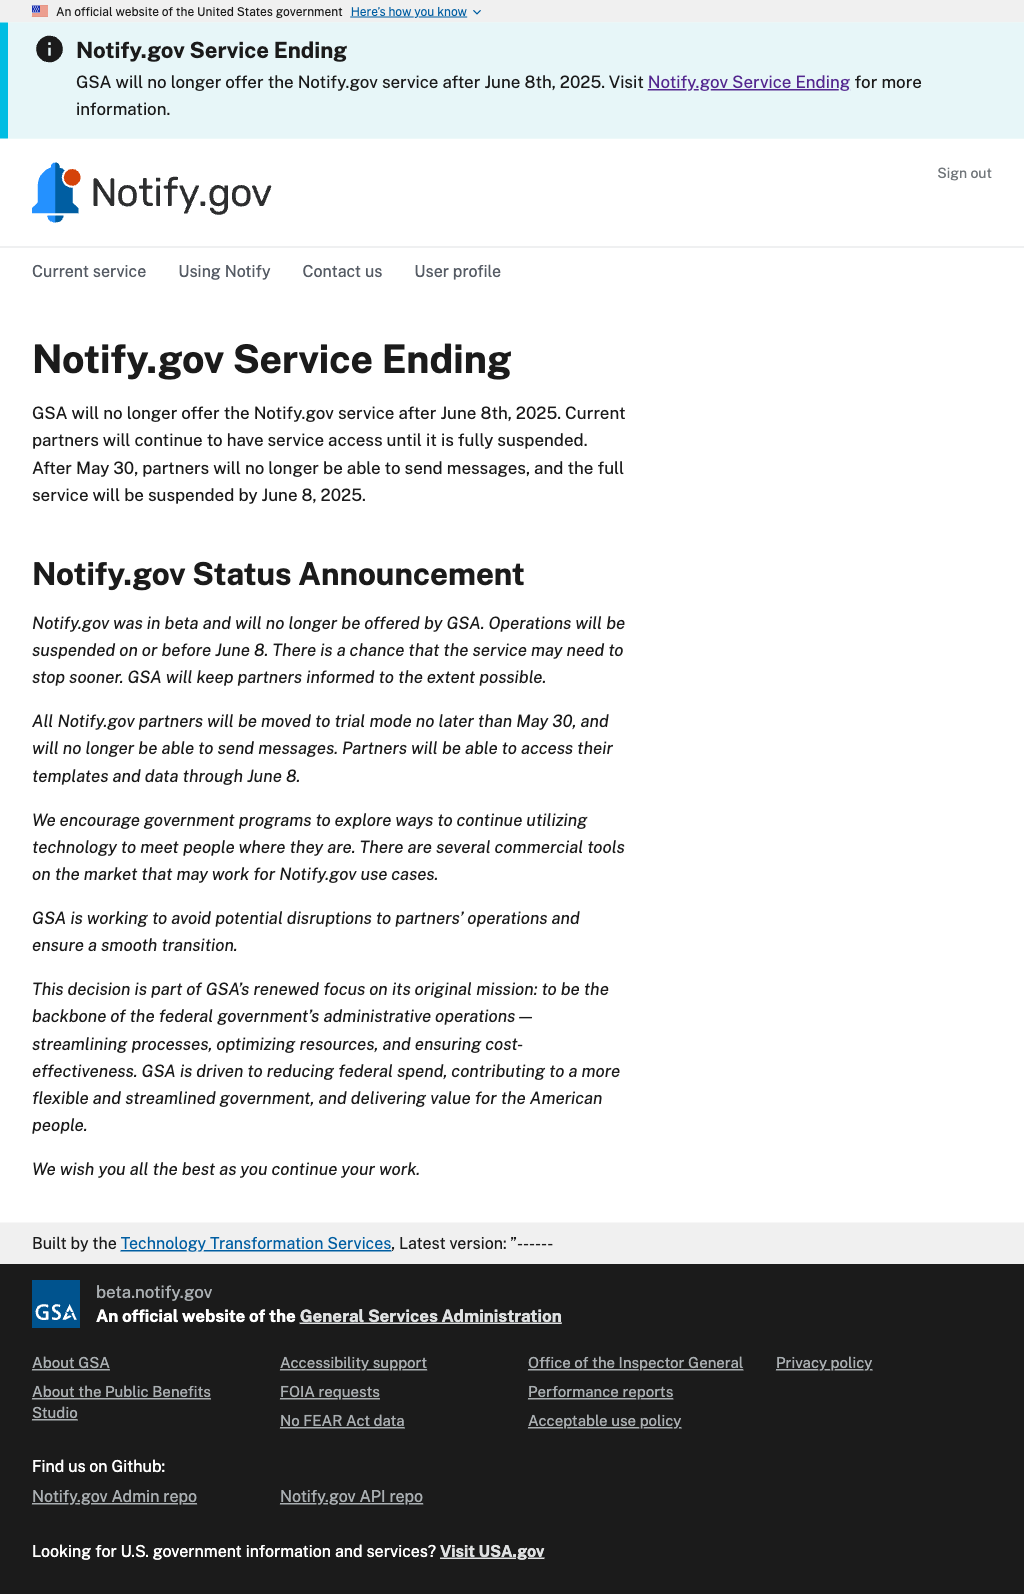 An official website of the United States government Here's how you know
Notify.gov Service Ending
GSA will no longer offer the Notify.gov service after June 8th, 2025. Visit Notify.gov Service Ending for more
information.
Notify.gov
Sign out
Current service Using Notify Contact us User profile
Notify.gov Service Ending
GSA will no longer offer the Notify.gov service after June 8th, 2025. Current
partners will continue to have service access until it is fully suspended.
After May 30, partners will no longer be able to send messages, and the full
service will be suspended by June 8, 2025.
Notify.gov Status Announcement
Notify.gov was in beta and will no longer be offered by GSA. Operations will be
suspended on or before June 8. There is a chance that the service may need to
stop sooner. GSA will keep partners informed to the extent possible.
All Notify.gov partners will be moved to trial mode no later than May 30, and
will no longer be able to send messages. Partners will be able to access their
templates and data through June 8.
We encourage government programs to explore ways to continue utilizing
technology to meet people where they are. There are several commercial tools
on the market that may work for Notify.gov use cases.
GSA is working to avoid potential disruptions to partners’ operations and
ensure a smooth transition.
This decision is part of GSA’s renewed focus on its original mission: to be the
backbone of the federal government’s administrative operations —
streamlining processes, optimizing resources, and ensuring cost-
effectiveness. GSA is driven to reducing federal spend, contributing to a more
flexible and streamlined government, and delivering value for the American
people.
We wish you all the best as you continue your work.
Built by the Technology Transformation Services, Latest version: ”------
GSA
beta.notify.gov
An official website of the General Services Administration
About GSA
About the Public Benefits
Studio
Accessibility support
FOIA requests
No FEAR Act data
Office of the Inspector General
Performance reports
Acceptable use policy
Privacy policy
Find us on Github:
Notify.gov Admin repo Notify.gov API repo
Looking for U.S. government information and services? Visit USA.gov